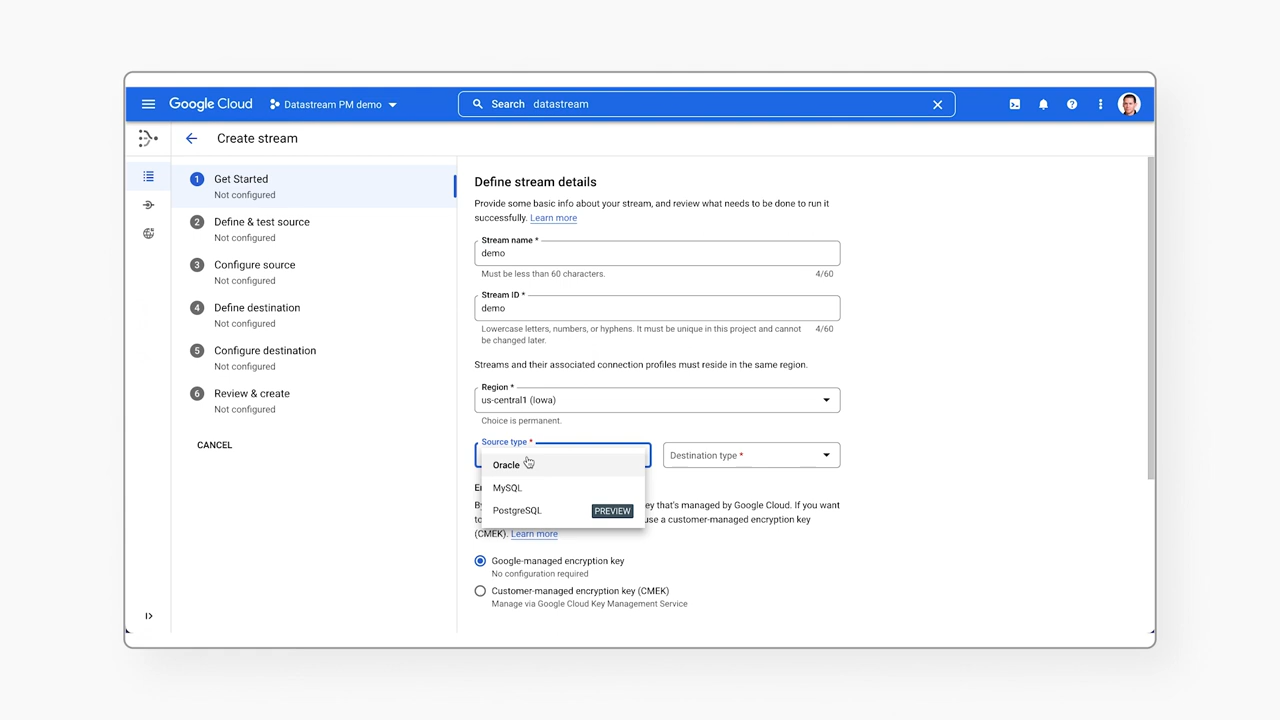 Google Cloud
Datastream PM demo
Search datastream
Create stream
1 Get Started
Not configured
2 Define & test source
Not configured
3 Configure source
Not configured
4 Define destination
Not configured
5 Configure destination
Not configured
6 Review & create
Not configured
CANCEL
Define stream details
Provide some basic info about your stream, and review what needs to be done to run it
successfully. Learn more
Stream name *
demo
Must be less than 60 characters. 4/60
Stream ID *
demo
Lowercase letters, numbers, or hyphens. It must be unique in this project and cannot 4/60
be changed later.
Streams and their associated connection profiles must reside in the same region.
Region *
us-central1 (Iowa)
Choice is permanent.
Source type *
Destination type *
Oracle
MySQL
PostgreSQL PREVIEW
ey that's managed by Google Cloud. If you want
use a customer-managed encryption key
(CMEK). Learn more
Google-managed encryption key
No configuration required
Customer-managed encryption key (CMEK)
Manage via Google Cloud Key Management Service